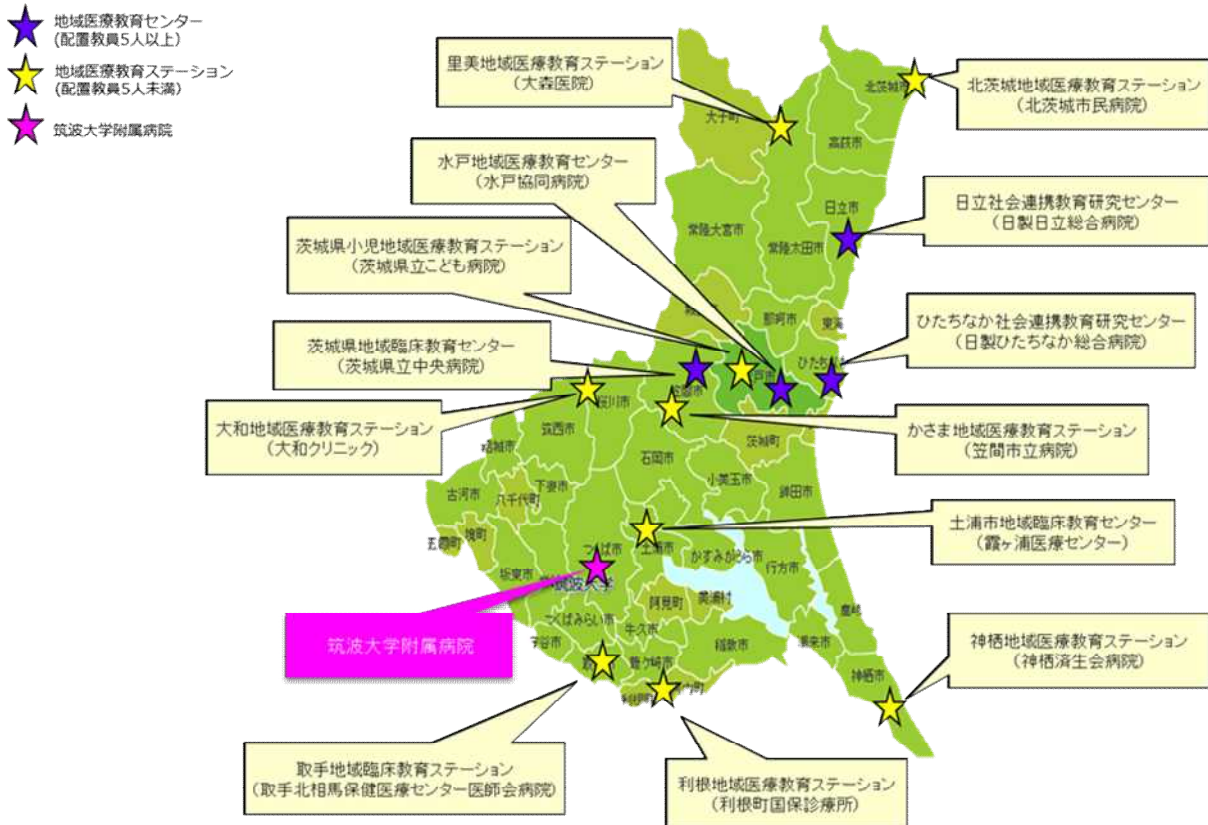 地域医療教育センター
(配置教員5人以上)
地域医療教育ステーション
(配置教員5人未満)
筑波大学附属病院
里美地域医療教育ステーション
(大森医院)
北茨城地域医療教育ステーション
(北茨城市民病院)
水戸地域医療教育センター
(水戸協同病院)
日立社会連携教育研究センター
(日製日立総合病院)
茨城県小児地域医療教育ステーション
(茨城県立こども病院)
ひたちなか社会連携教育研究センター
(日製ひたちなか総合病院)
茨城県地域臨床教育センター
(茨城県立中央病院)
大和地域医療教育ステーション
(大和クリニック)
かさま地域医療教育ステーション
(笠間市立病院)
土浦市地域臨床教育センター
(霞ヶ浦医療センター)
筑波大学附属病院
神栖地域医療教育ステーション
(神栖済生会病院)
取手地域臨床教育ステーション
(取手北相馬保健医療センター医師会病院)
利根地域医療教育ステーション
(利根町国保診療所)
北茨城市
大子町
高萩市
日立市
常陸大宮市
常陸太田市
那珂市
東海
桜川市
筑西市
茨城町
結城市
石岡市
小美玉市
鉾田市
古河市
八千代町
下妻市
境町
つくば市
土浦市
かすみがうら市
行方市
坂東市
筑波大学
阿見町
美浦村
つくばみらい市
牛久市
守谷市
稲敷市
潮来市
鹿嶋
龍ケ崎市
神栖市